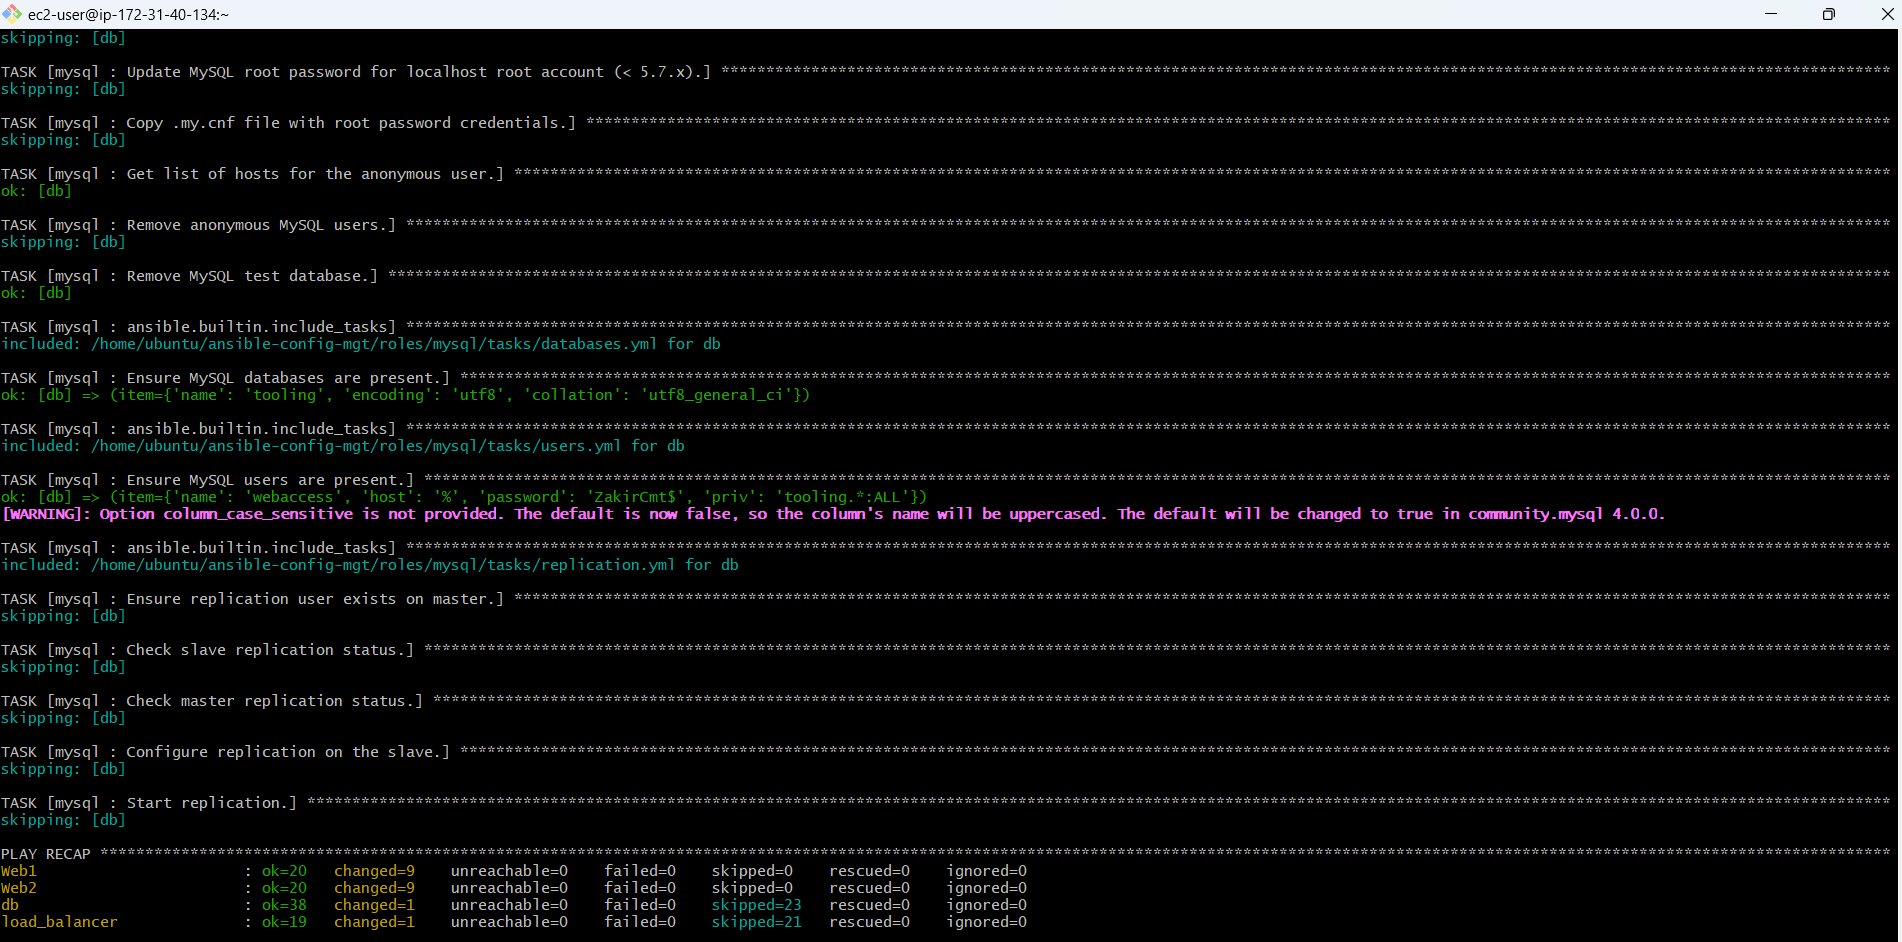 ec2-user@ip-172-31-40-134:~
skipping: [db]
TASK [mysql : Update MySQL root password for localhost root account (< 5.7.x).] **********************************************************************************************************************************
skipping: [db]
TASK [mysql : Copy .my.cnf file with root password credentials.] *************************************************************************************************************************************************
skipping: [db]
TASK [mysql : Get list of hosts for the anonymous user.] *********************************************************************************************************************************************************
ok: [db]
TASK [mysql : Remove anonymous MySQL users.] *********************************************************************************************************************************************************************
skipping: [db]
TASK [mysql : Remove MySQL test database.] ***********************************************************************************************************************************************************************
ok: [db]
TASK [mysql : ansible.builtin.include_tasks] *********************************************************************************************************************************************************************
included: /home/ubuntu/ansible-config-mgt/roles/mysql/tasks/databases.yml for db
TASK [mysql : Ensure MySQL databases are present.] ***************************************************************************************************************************************************************
ok: [db] => (item={'name': 'tooling', 'encoding': 'utf8', 'collation': 'utf8_general_ci'})
TASK [mysql : ansible.builtin.include_tasks] *********************************************************************************************************************************************************************
included: /home/ubuntu/ansible-config-mgt/roles/mysql/tasks/users.yml for db
TASK [mysql : Ensure MySQL users are present.] *******************************************************************************************************************************************************************
ok: [db] => (item={'name': 'webaccess', 'host': '%', 'password': 'ZakirCmt$', 'priv': 'tooling.*:ALL'})
[WARNING]: Option column_case_sensitive is not provided. The default is now false, so the column's name will be uppercased. The default will be changed to true in community.mysql 4.0.0.
TASK [mysql : ansible.builtin.include_tasks] *********************************************************************************************************************************************************************
included: /home/ubuntu/ansible-config-mgt/roles/mysql/tasks/replication.yml for db
TASK [mysql : Ensure replication user exists on master.] *********************************************************************************************************************************************************
skipping: [db]
TASK [mysql : Check slave replication status.] *******************************************************************************************************************************************************************
skipping: [db]
TASK [mysql : Check master replication status.] ******************************************************************************************************************************************************************
skipping: [db]
TASK [mysql : Configure replication on the slave.] ***************************************************************************************************************************************************************
skipping: [db]
TASK [mysql : Start replication.] ********************************************************************************************************************************************************************************
skipping: [db]
PLAY RECAP *******************************************************************************************************************************************************************************************************
Web1 : ok=20 changed=9 unreachable=0 failed=0 skipped=0 rescued=0 ignored=0
Web2 : ok=20 changed=9 unreachable=0 failed=0 skipped=0 rescued=0 ignored=0
db : ok=38 changed=1 unreachable=0 failed=0 skipped=23 rescued=0 ignored=0
load_balancer : ok=19 changed=1 unreachable=0 failed=0 skipped=21 rescued=0 ignored=0